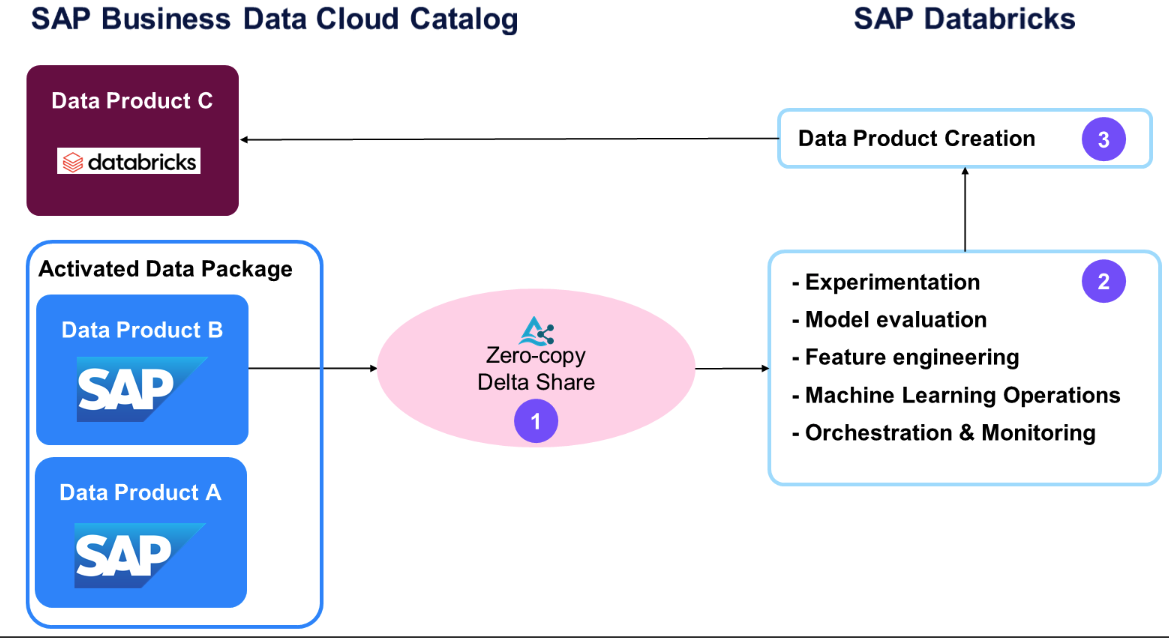 SAP Business Data Cloud Catalog
SAP Databricks
Data Product C
databricks
Data Product Creation
3
Activated Data Package
Data Product B
SAP
Data Product A
SAP
Zero-copy
Delta Share
1
- Experimentation
2
- Model evaluation
- Feature engineering
- Machine Learning Operations
- Orchestration & Monitoring